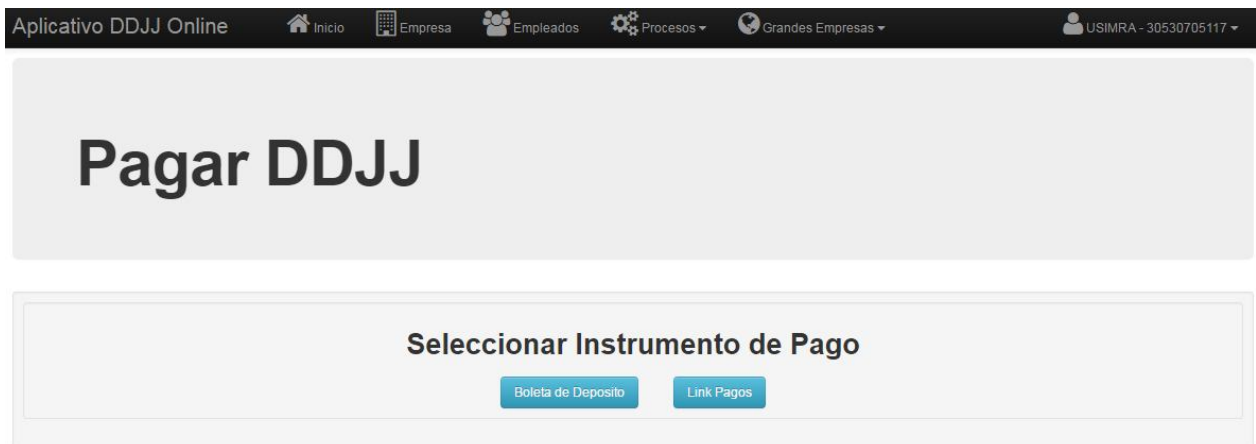 Aplicativo DDJJ Online Inicio Empresa Empleados Procesos Grandes Empresas USIMRA - 30530705117
Pagar DDJJ
Seleccionar Instrumento de Pago
Boleta de Deposito Link Pagos